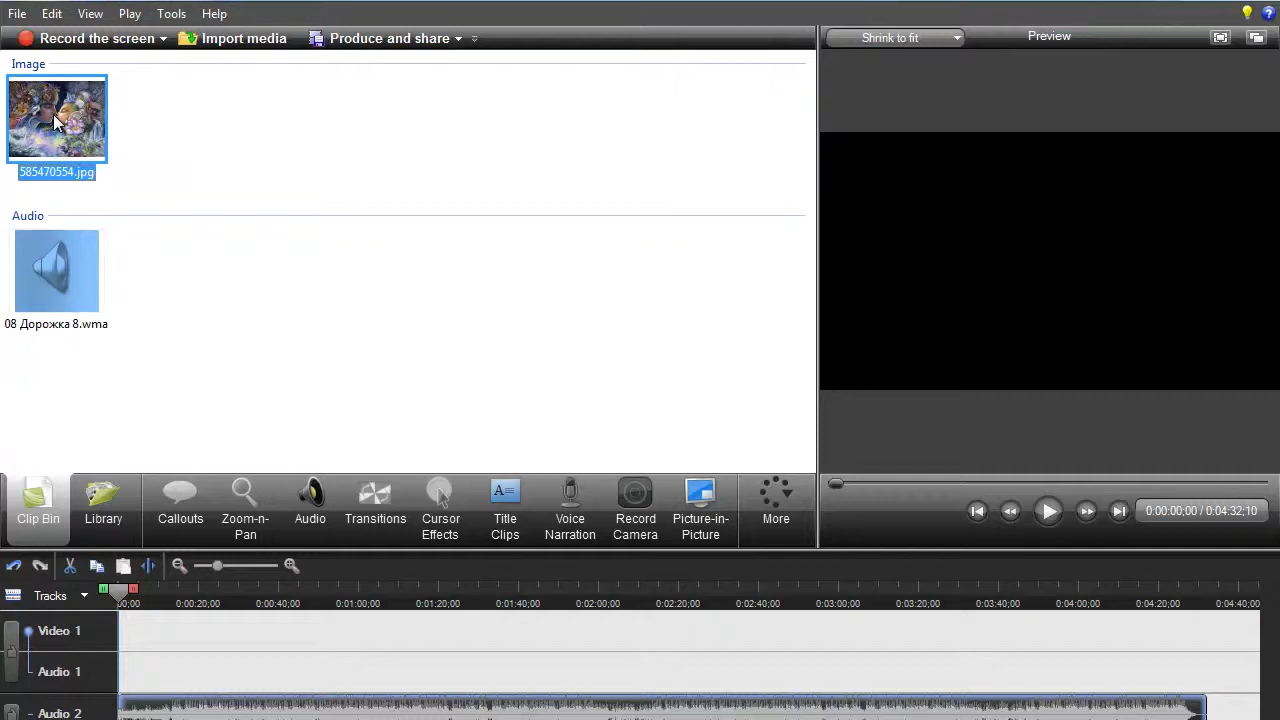 File Edit View Play Tools Help
Record the screen Import media Produce and share
Shrink to fit Preview
Image
585470554.jpg
Audio
08 Дорожка 8.wma
Clip Bin Library Callouts Zoom-n-Pan Audio Transitions Cursor Effects Title Clips Voice Narration Record Camera Picture-in-Picture More
0:00:00;00 / 0:04:32;10
Tracks 00;00 0:00:20;00 0:00:40;00 0:01:00;00 0:01:20;00 0:01:40;00 0:02:00;00 0:02:20;00 0:02:40;00 0:03:00;00 0:03:20;00 0:03:40;00 0:04:00;00 0:04:20;00 0:04:40;00
Video 1
Audio 1
Audio 2